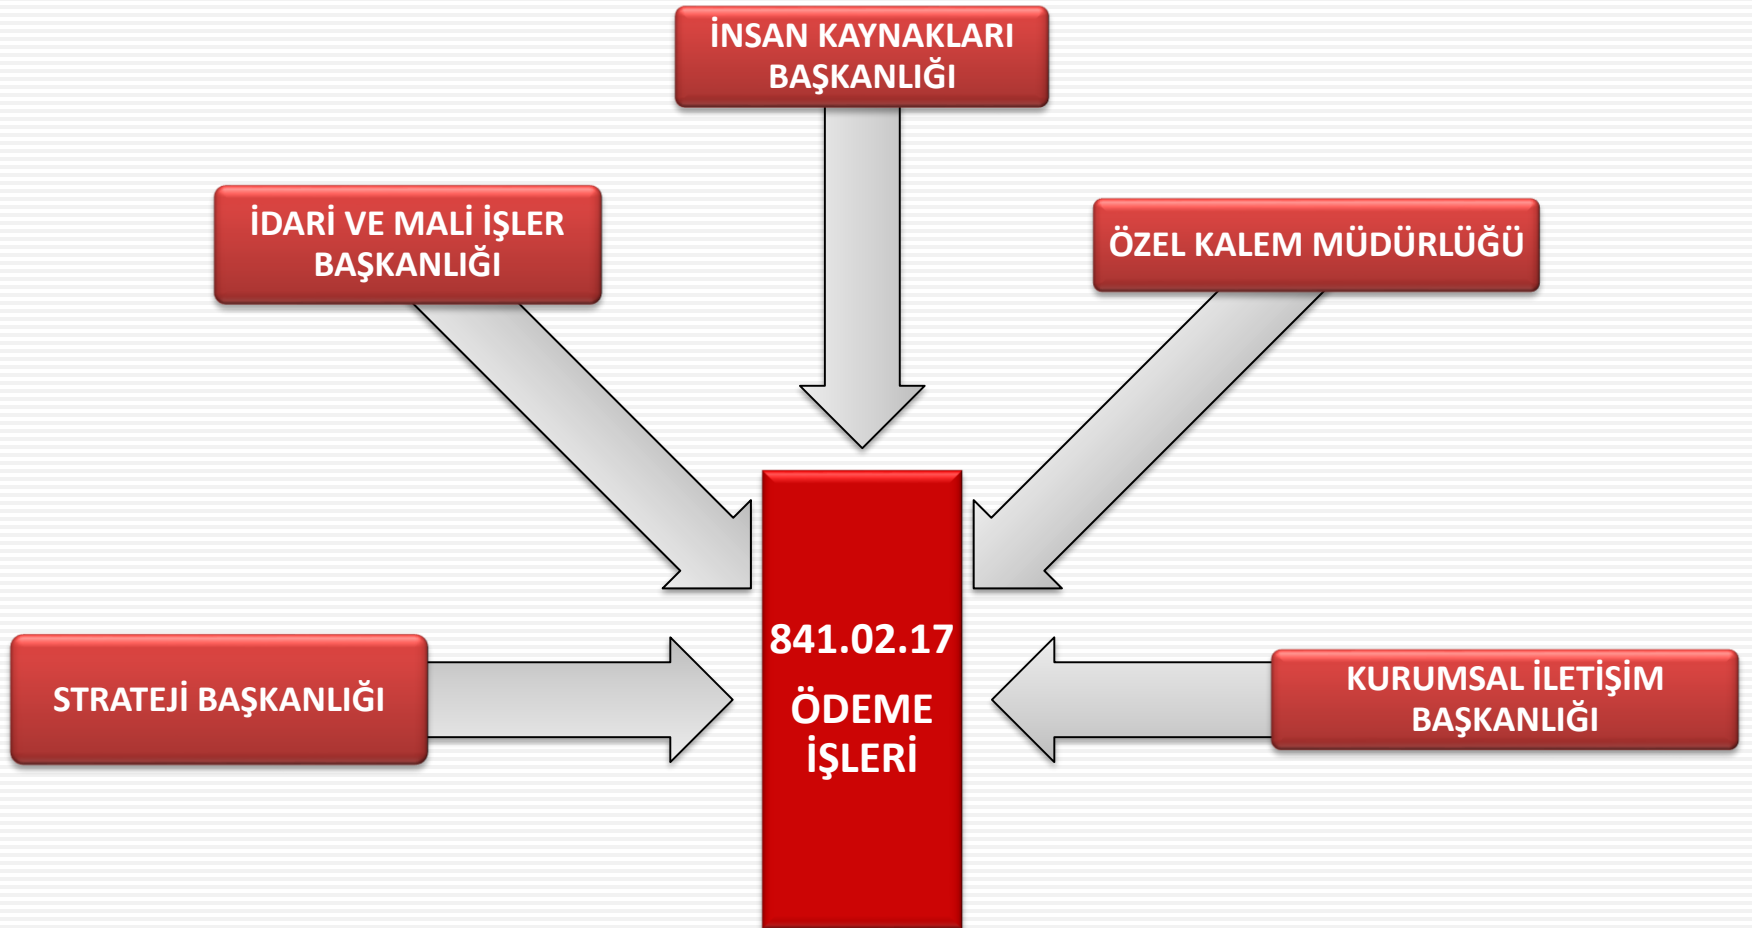 İNSAN KAYNAKLARI
BAŞKANLIĞI
İDARİ VE MALİ İŞLER
BAŞKANLIĞI
ÖZEL KALEM MÜDÜRLÜĞÜ
STRATEJİ BAŞKANLIĞI
841.02.17
ÖDEME
İŞLERİ
KURUMSAL İLETİŞİM
BAŞKANLIĞI